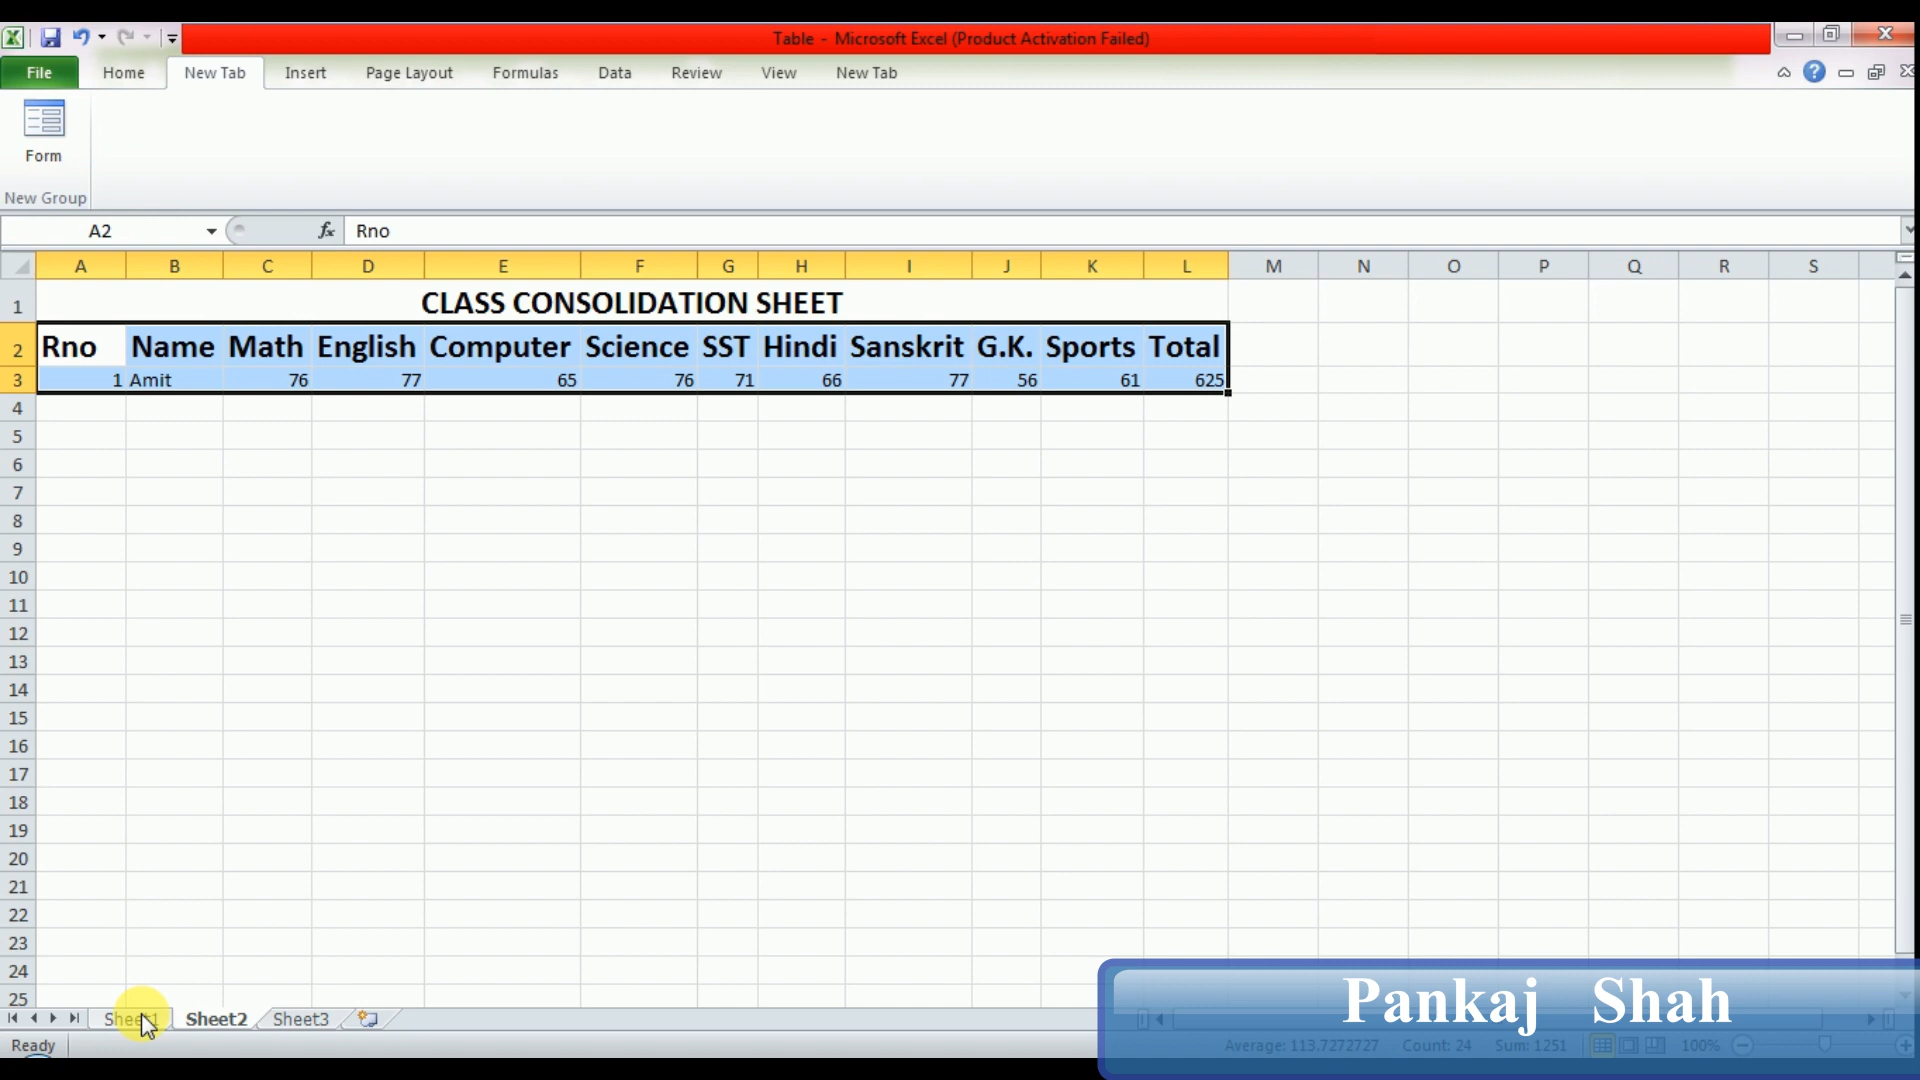 Table - Microsoft Excel (Product Activation Failed)
File Home New Tab Insert Page Layout Formulas Data Review View New Tab
Form
New Group
A2 fx Rno
A B C D E F G H I J K L M N O P Q R S
1 CLASS CONSOLIDATION SHEET
2 Rno Name Math English Computer Science SST Hindi Sanskrit G.K. Sports Total
3 1 Amit 76 77 65 76 71 66 77 56 61 625
4
5
6
7
8
9
10
11
12
13
14
15
16
17
18
19
20
21
22
23
24
25
Pankaj Shah
Sheet1 Sheet2 Sheet3
Ready Average: 113.7272727 Count: 24 Sum: 1251 100%